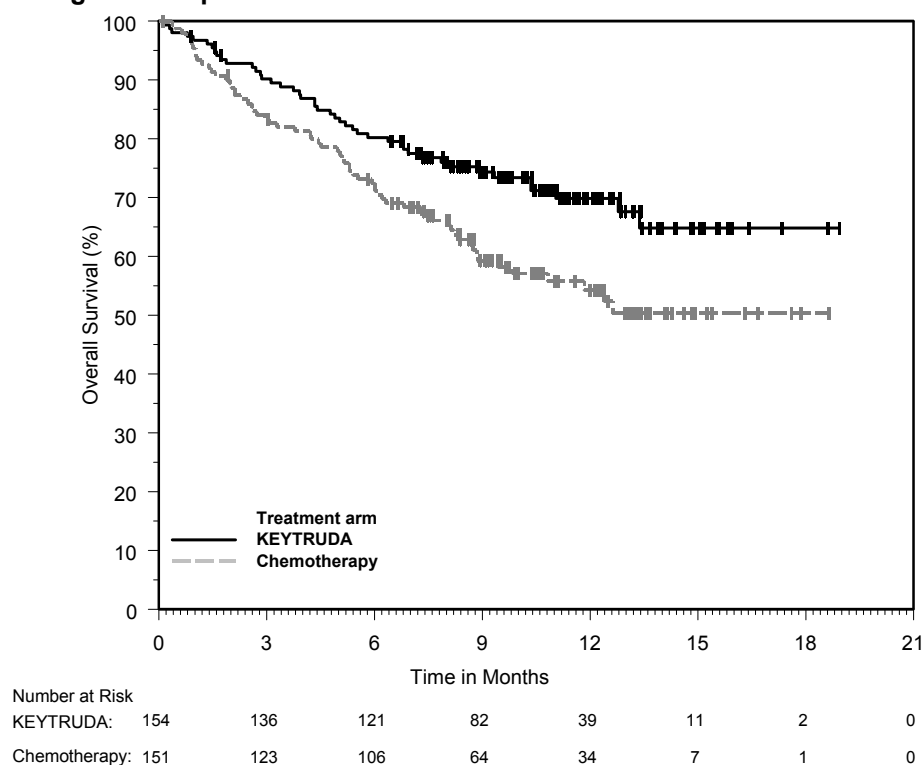 100
90
80
70
60
50
40
30
20
10
0
Overall Survival (%)
Treatment arm
KEYTRUDA
Chemotherapy
0 3 6 9 12 15 18 21
Time in Months
Number at Risk
KEYTRUDA: 154 136 121 82 39 11 2 0
Chemotherapy: 151 123 106 64 34 7 1 0